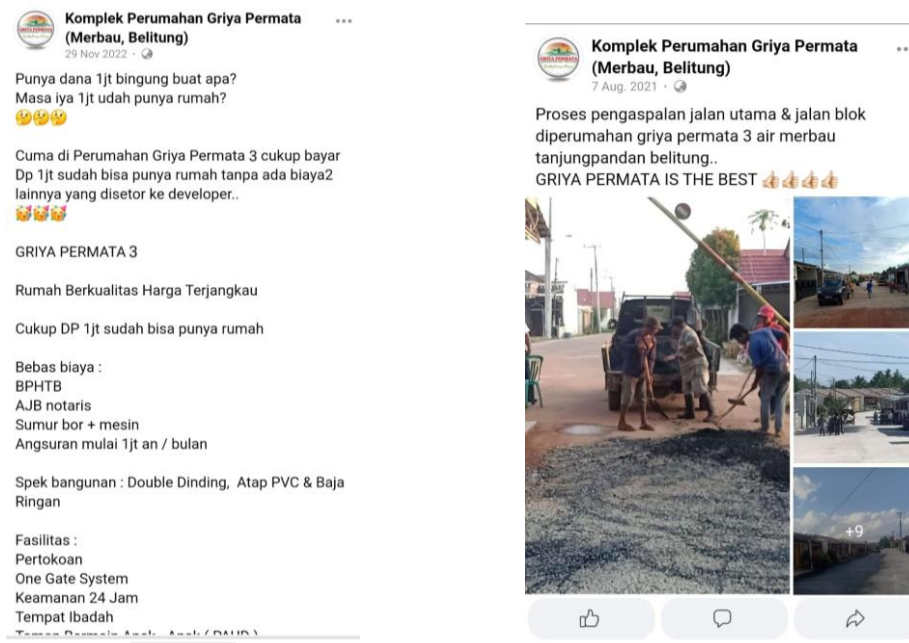 Komplek Perumahan Griya Permata
(Merbau, Belitung)
29 Nov 2022
Punya dana 1jt bingung buat apa?
Masa iya 1jt udah punya rumah?
🤔🤔🤔
Cuma di Perumahan Griya Permata 3 cukup bayar
Dp 1jt sudah bisa punya rumah tanpa ada biaya2
lainnya yang disetor ke developer..
🥳🥳🥳
GRIYA PERMATA 3
Rumah Berkualitas Harga Terjangkau
Cukup DP 1jt sudah bisa punya rumah
Bebas biaya :
BPHTB
AJB notaris
Sumur bor + mesin
Angsuran mulai 1jt an / bulan
Spek bangunan : Double Dinding, Atap PVC & Baja
Ringan
Fasilitas :
Pertokoan
One Gate System
Keamanan 24 Jam
Tempat Ibadah
Taman Bermain Anak - Anak ( PAUD )
Komplek Perumahan Griya Permata
(Merbau, Belitung)
7 Aug. 2021
Proses pengaspalan jalan utama & jalan blok
diperumahan griya permata 3 air merbau
tanjungpandan belitung..
GRIYA PERMATA IS THE BEST 👍🏻👍🏻👍🏻👍🏻
+9